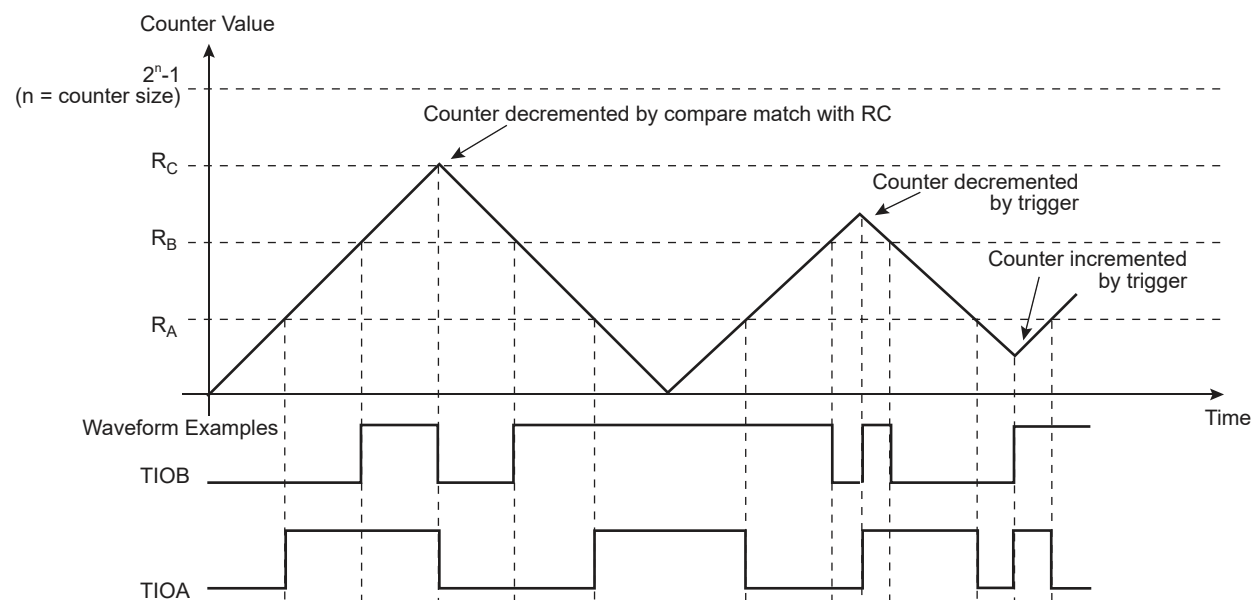 Counter Value
2ⁿ-1
(n = counter size)
Counter decremented by compare match with RC
R_C
Counter decremented
by trigger
R_B
Counter incremented
by trigger
R_A
Time
Waveform Examples
TIOB
TIOA